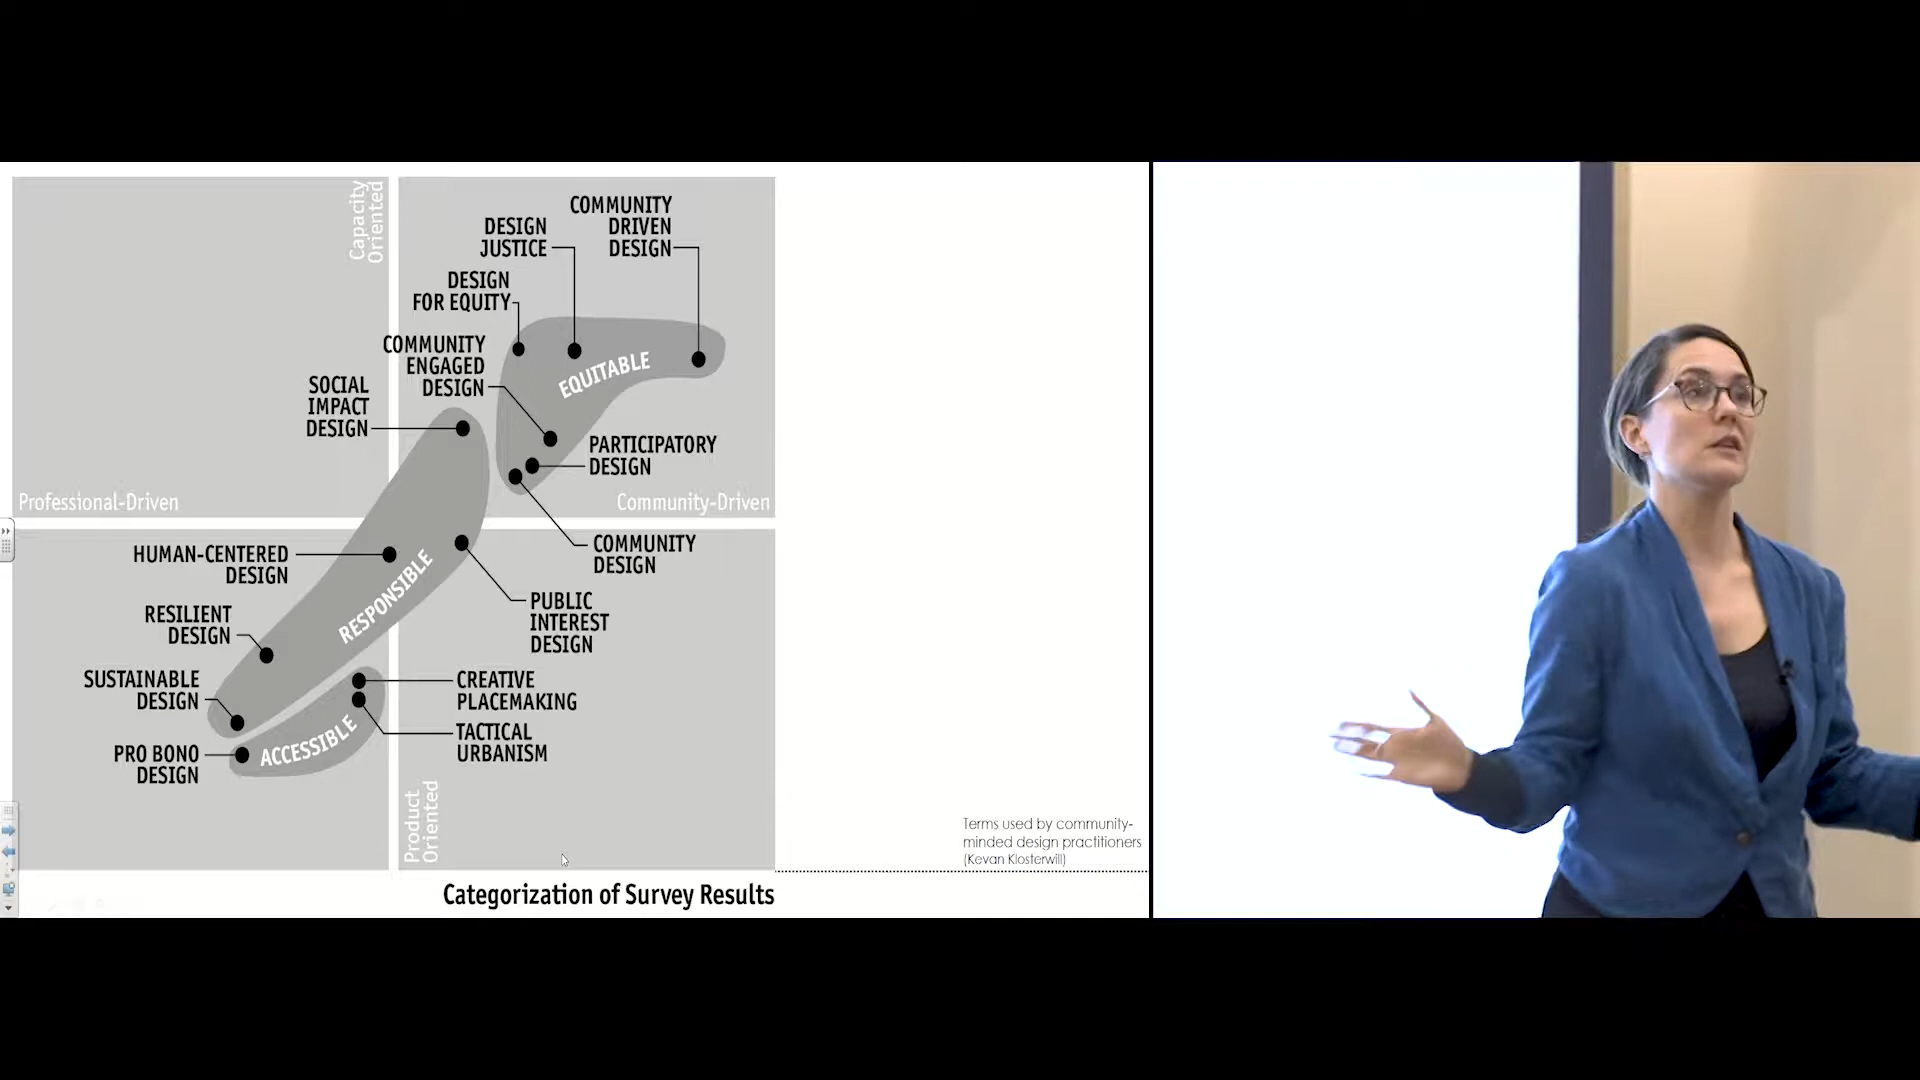 Capacity
Oriented
COMMUNITY
DRIVEN
DESIGN
DESIGN
JUSTICE
DESIGN
FOR EQUITY
COMMUNITY
ENGAGED
DESIGN
EQUITABLE
SOCIAL
IMPACT
DESIGN
PARTICIPATORY
DESIGN
Professional-Driven
Community-Driven
HUMAN-CENTERED
DESIGN
COMMUNITY
DESIGN
RESPONSIBLE
RESILIENT
DESIGN
PUBLIC
INTEREST
DESIGN
SUSTAINABLE
DESIGN
CREATIVE
PLACEMAKING
PRO BONO
DESIGN
ACCESSIBLE
TACTICAL
URBANISM
Product
Oriented
Terms used by community-
minded design practitioners
(Kevan Klosterwill)
Categorization of Survey Results